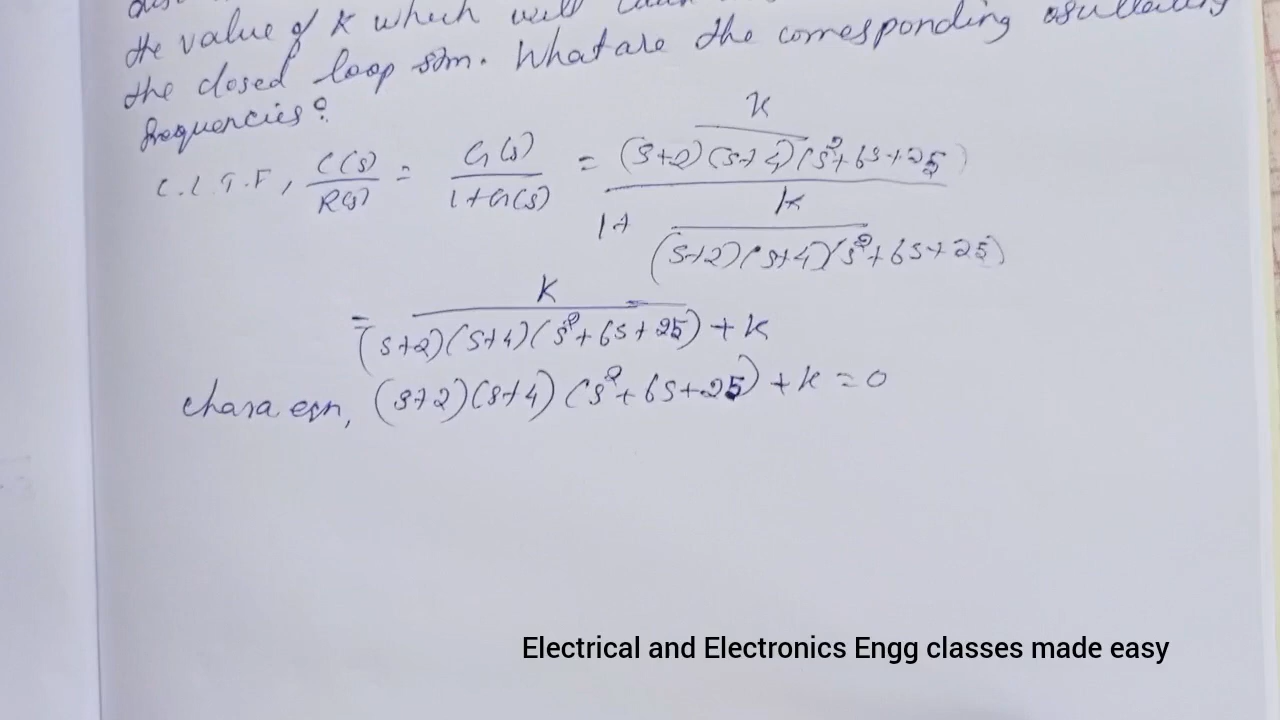 the value of K which will
the closed loop s/m. What are the corresponding oscillating
frequencies?
C.L.T.F, C(s)/R(s) = G(s)/1+G(s) = K/(s+2)(s+4)(s²+6s+25) / 1+ K/(s+2)(s+4)(s²+6s+25)
= K/(s+2)(s+4)(s²+6s+25)+K
chara eqn, (s+2)(s+4)(s²+6s+25)+K=0
Electrical and Electronics Engg classes made easy